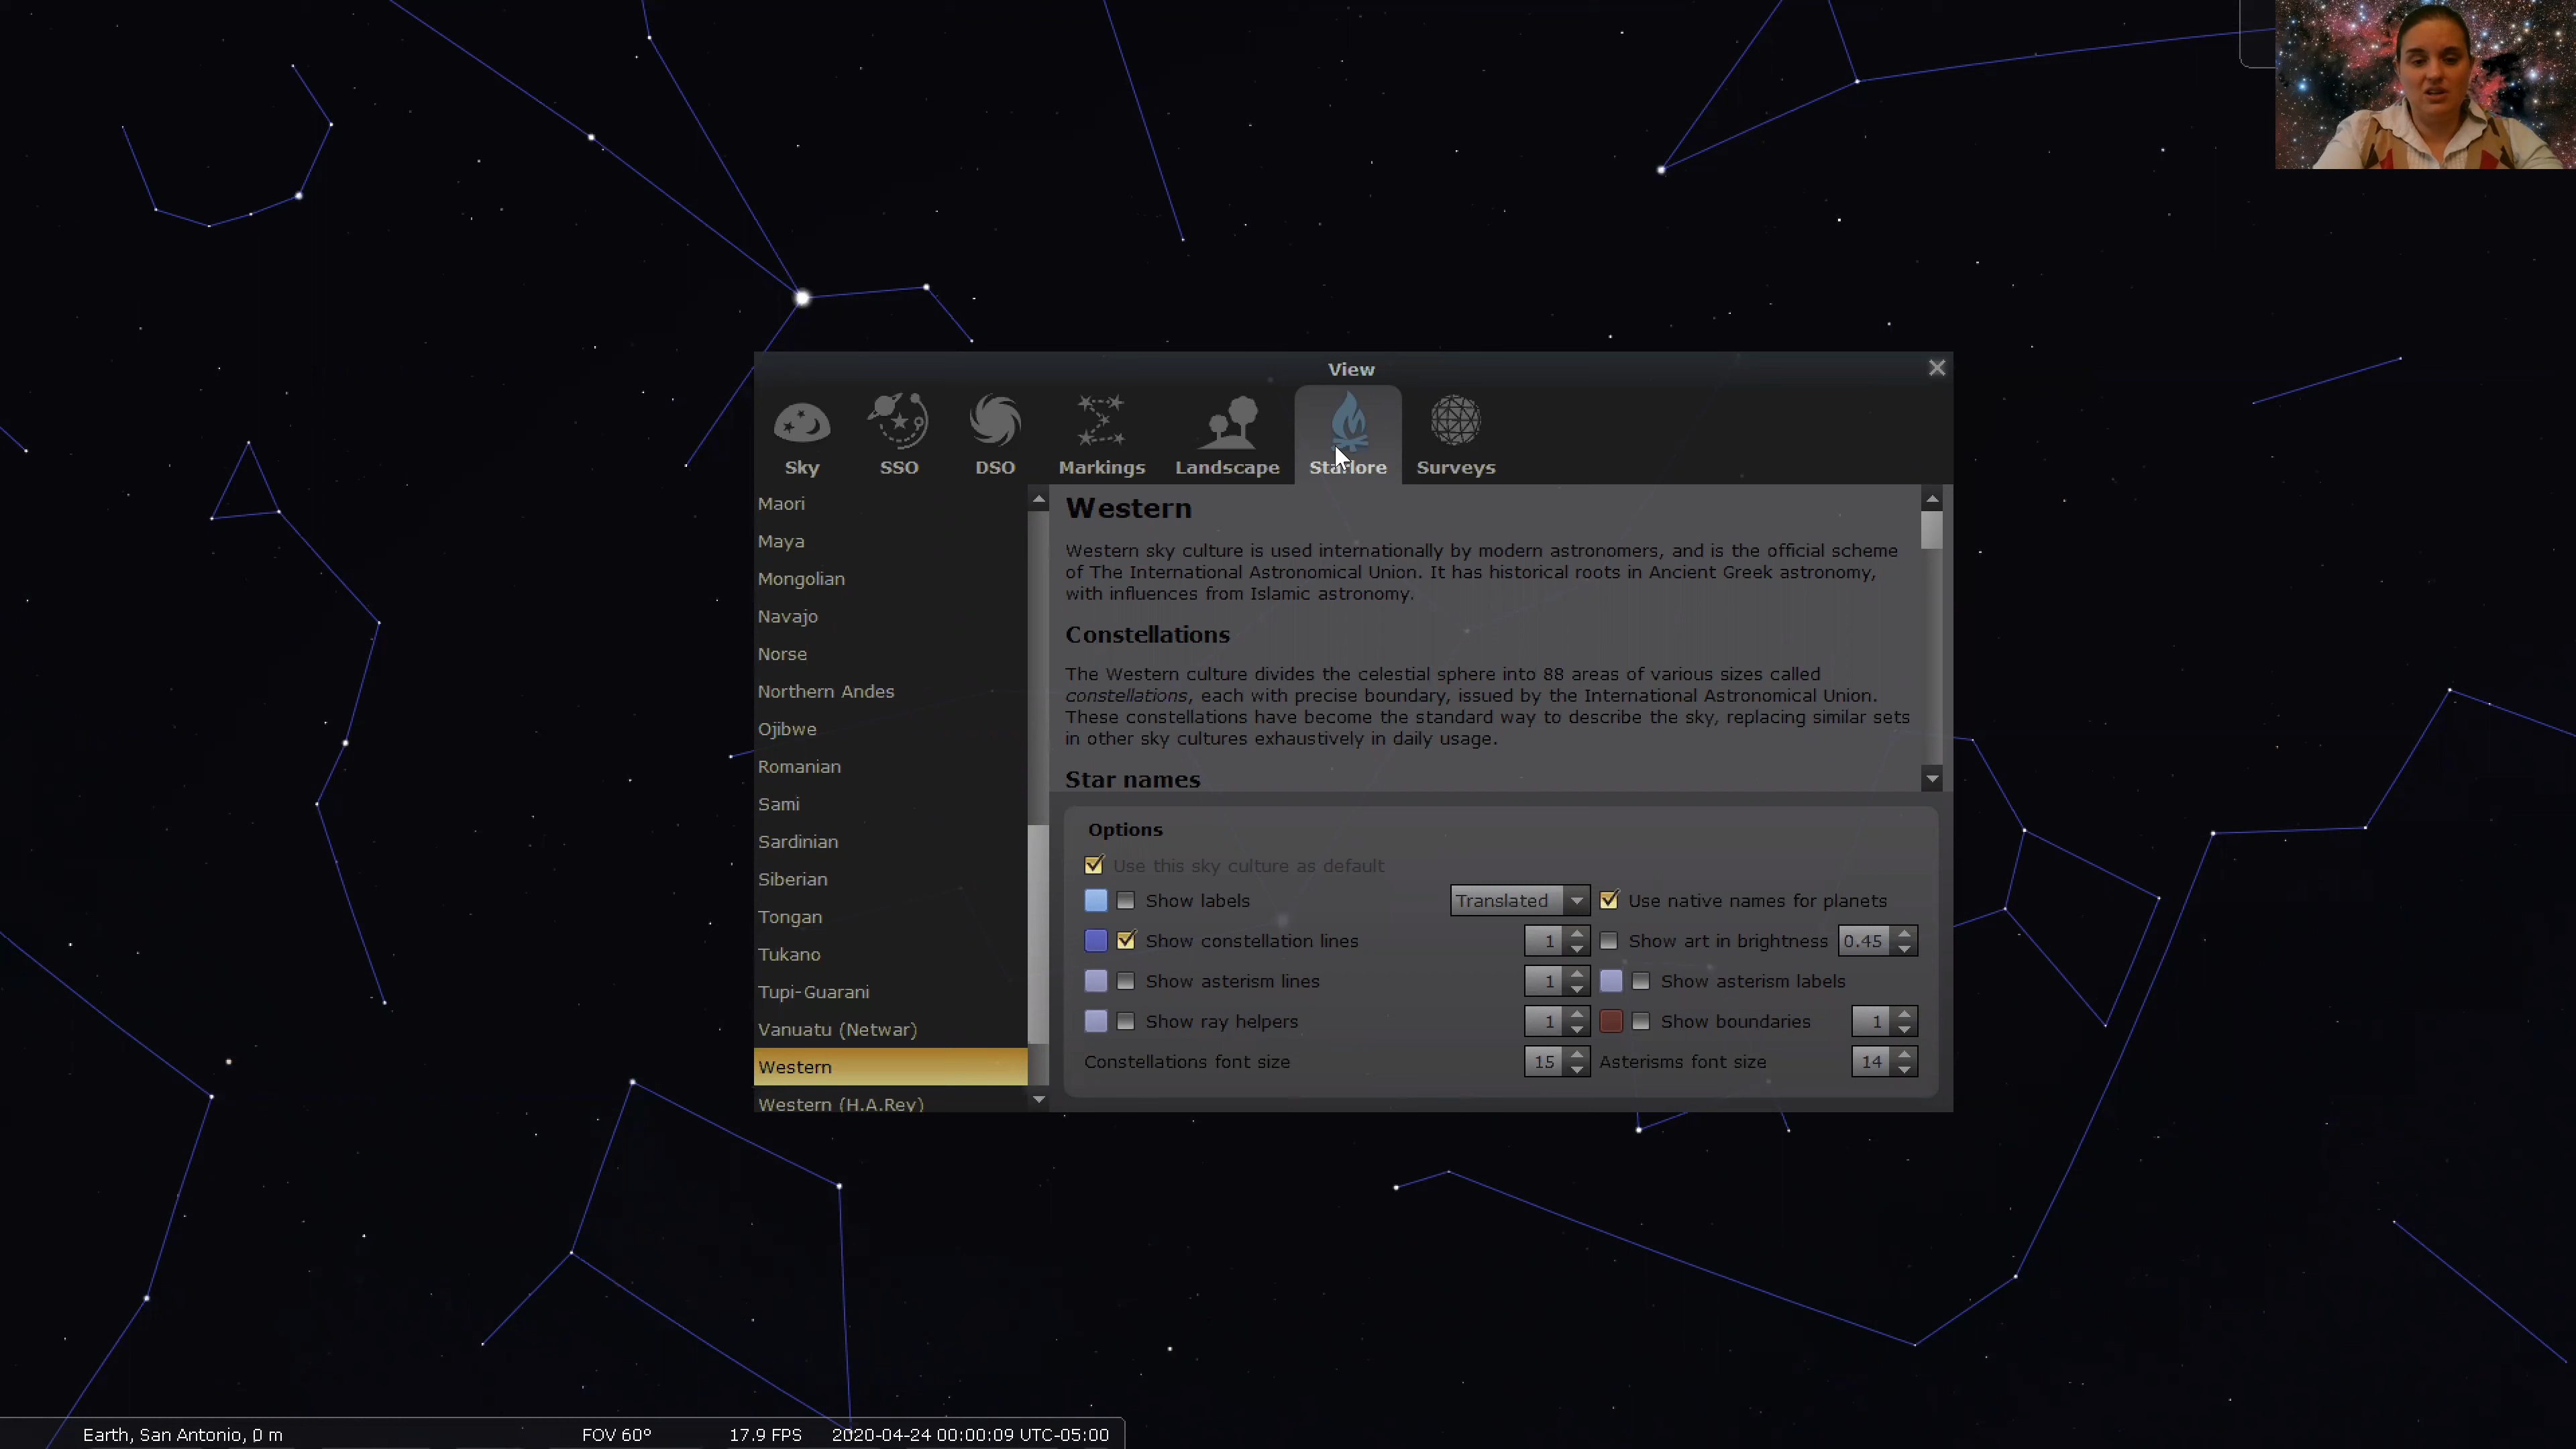 View
Sky
SSO
DSO
Markings
Landscape
Starlore
Surveys
Maori
Maya
Mongolian
Navajo
Norse
Northern Andes
Ojibwe
Romanian
Sami
Sardinian
Siberian
Tongan
Tukano
Tupi-Guarani
Vanuatu (Netwar)
Western
Western (H.A.Rey)
Western
Western sky culture is used internationally by modern astronomers, and is the official scheme
of The International Astronomical Union. It has historical roots in Ancient Greek astronomy,
with influences from Islamic astronomy.
Constellations
The Western culture divides the celestial sphere into 88 areas of various sizes called
constellations, each with precise boundary, issued by the International Astronomical Union.
These constellations have become the standard way to describe the sky, replacing similar sets
in other sky cultures exhaustively in daily usage.
Star names
Options
Use this sky culture as default
Show labels Translated Use native names for planets
Show constellation lines 1 Show art in brightness 0.45
Show asterism lines 1 Show asterism labels
Show ray helpers 1 Show boundaries 1
Constellations font size 15 Asterisms font size 14
Earth, San Antonio, 0 m FOV 60° 17.9 FPS 2020-04-24 00:00:09 UTC-05:00